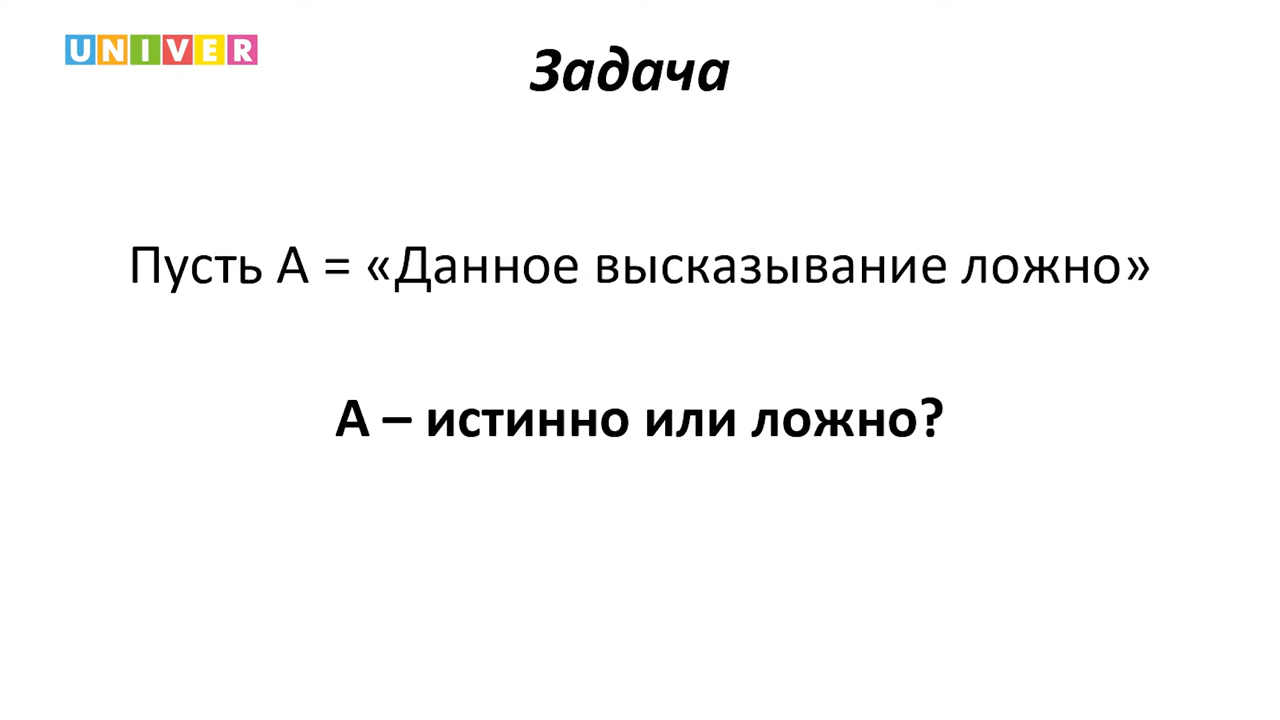 UNIVER
Задача
Пусть А = «Данное высказывание ложно»
А – истинно или ложно?